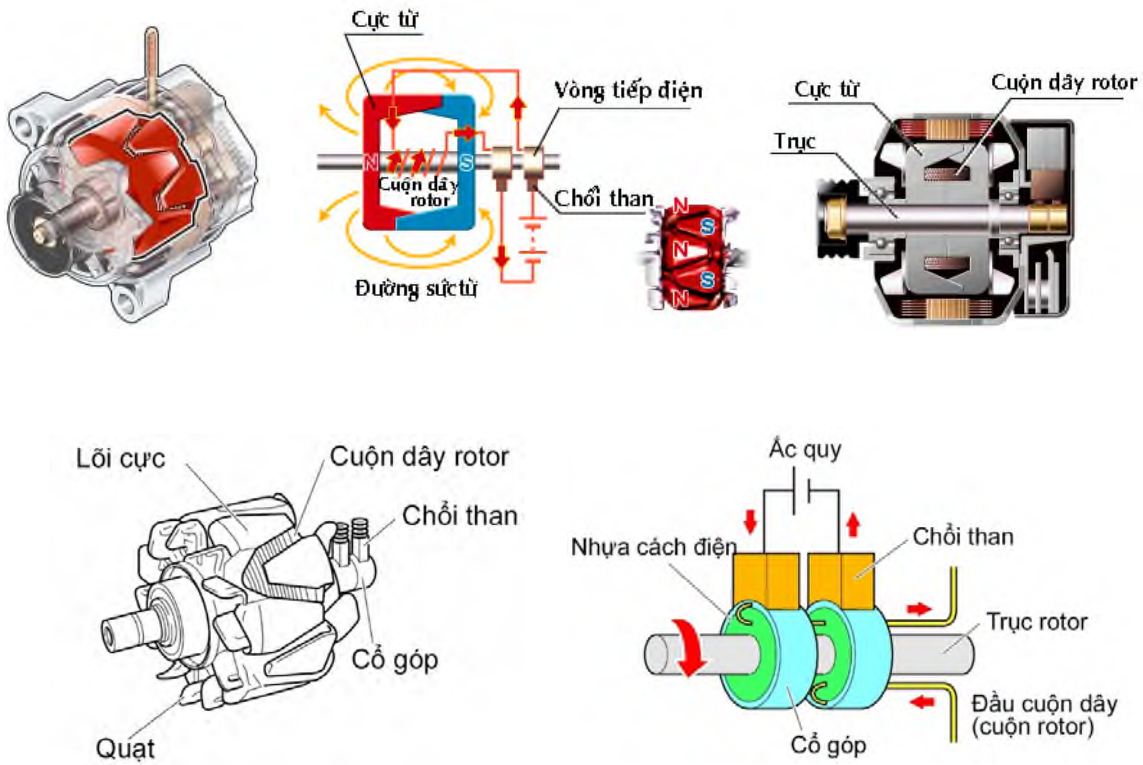 Cực từ
Vòng tiếp điện
N
S
Cuộn dây
rotor
Chổi than
Đường sức từ
N
S
N
S
N
Cực từ
Cuộn dây rotor
Trục
Lõi cực
Cuộn dây rotor
Chổi than
Cổ góp
Quạt
Ắc quy
Nhựa cách điện
Chổi than
Trục rotor
Đầu cuộn dây
(cuộn rotor)
Cổ góp